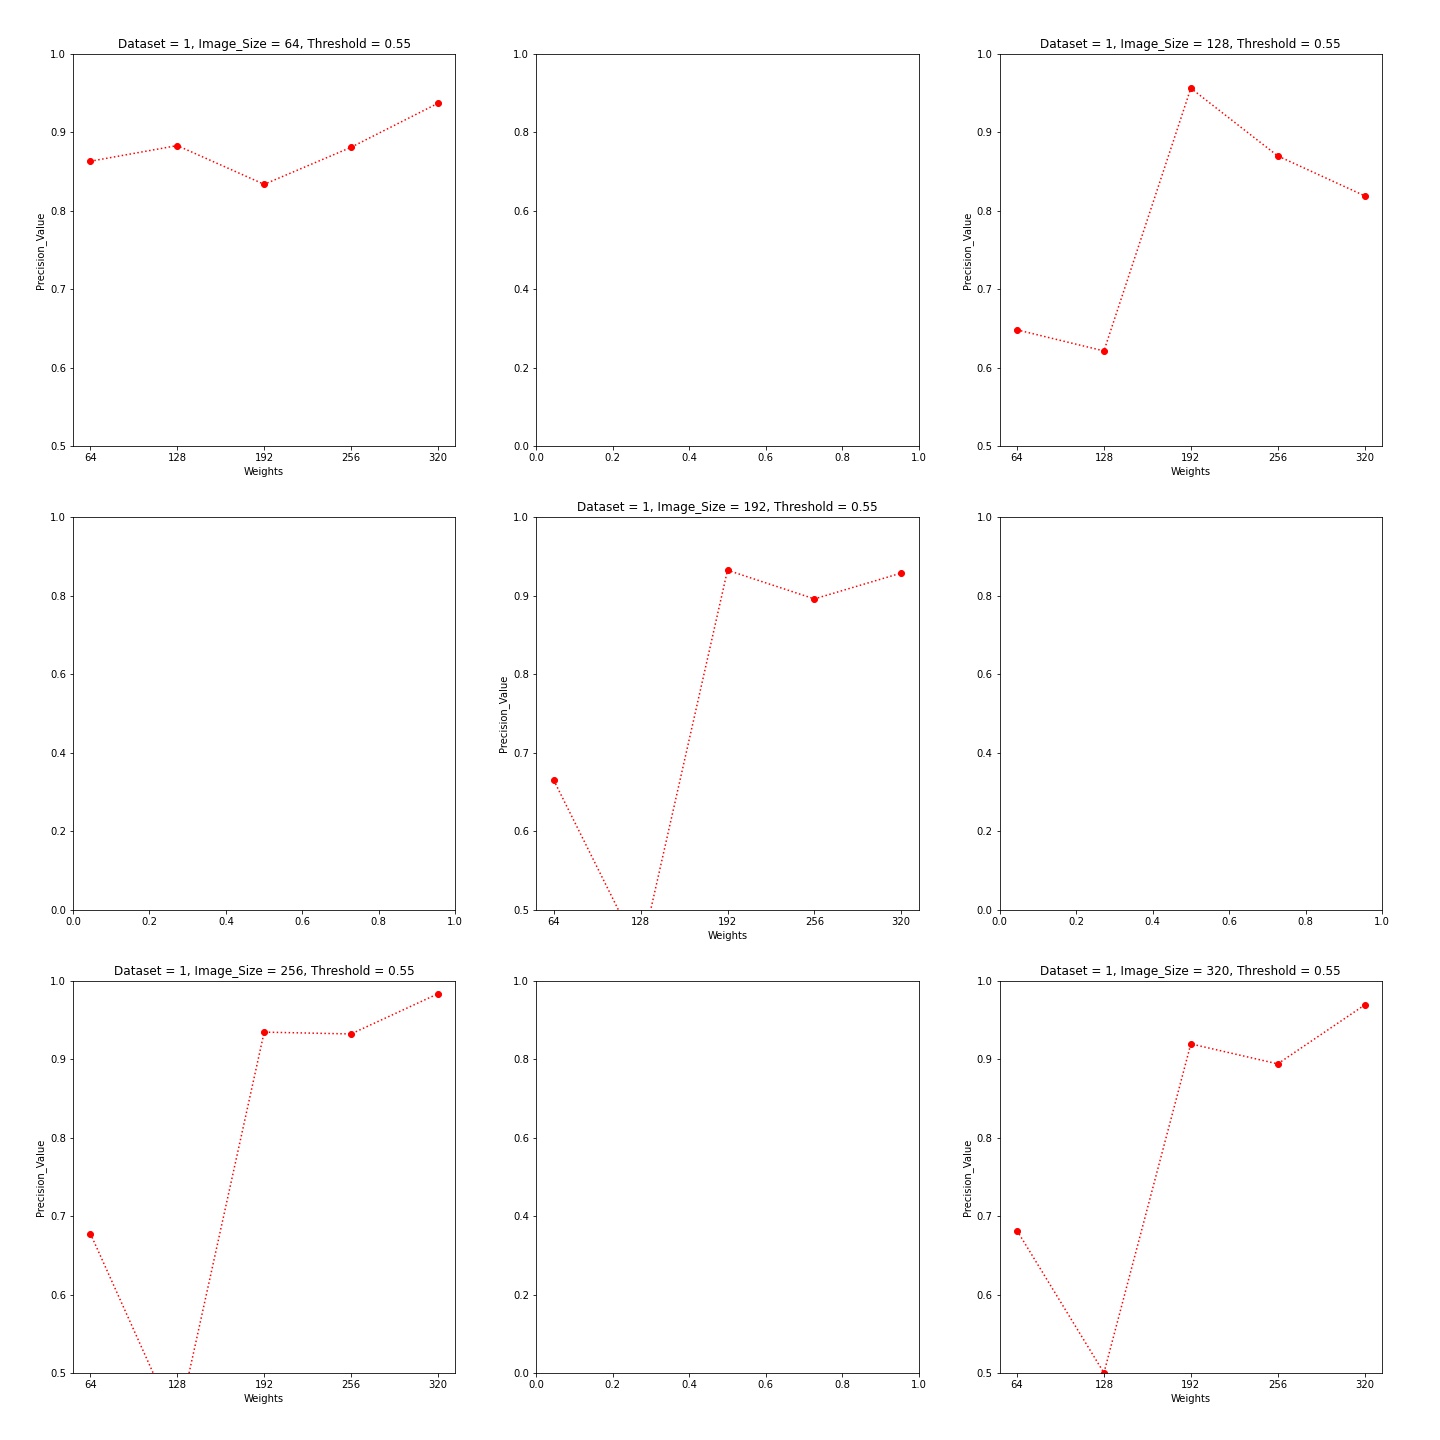 Dataset = 1, Image_Size = 64, Threshold = 0.55
1.0
0.9
0.8
0.7
0.6
0.5
Precision_Value
64 128 192 256 320
Weights
1.0
0.8
0.6
0.4
0.2
0.0
0.0 0.2 0.4 0.6 0.8 1.0
Dataset = 1, Image_Size = 128, Threshold = 0.55
1.0
0.9
0.8
0.7
0.6
0.5
Precision_Value
64 128 192 256 320
Weights
1.0
0.8
0.6
0.4
0.2
0.0
0.0 0.2 0.4 0.6 0.8 1.0
Dataset = 1, Image_Size = 192, Threshold = 0.55
1.0
0.9
0.8
0.7
0.6
0.5
Precision_Value
64 128 192 256 320
Weights
1.0
0.8
0.6
0.4
0.2
0.0
0.0 0.2 0.4 0.6 0.8 1.0
Dataset = 1, Image_Size = 256, Threshold = 0.55
1.0
0.9
0.8
0.7
0.6
0.5
Precision_Value
64 128 192 256 320
Weights
1.0
0.8
0.6
0.4
0.2
0.0
0.0 0.2 0.4 0.6 0.8 1.0
Dataset = 1, Image_Size = 320, Threshold = 0.55
1.0
0.9
0.8
0.7
0.6
0.5
Precision_Value
64 128 192 256 320
Weights